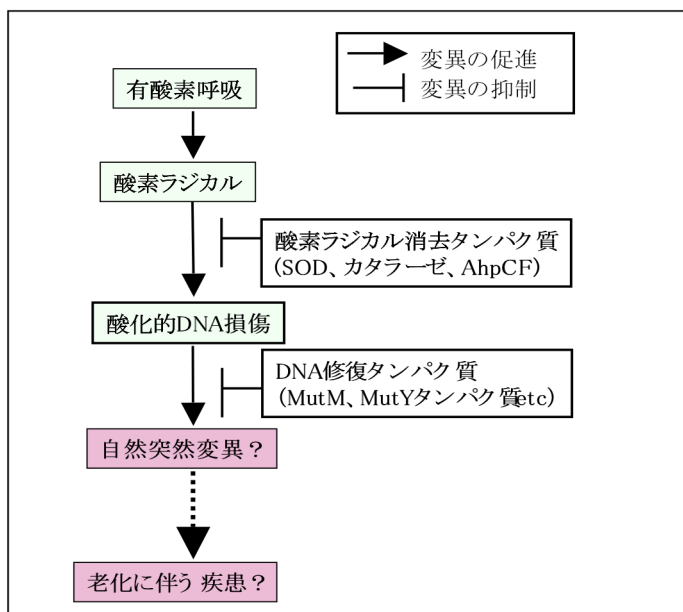 変異の促進
変異の抑制
有酸素呼吸
酸素ラジカル
酸素ラジカル消去タンパク質
(SOD、カタラーゼ、AhpCF)
酸化的DNA損傷
DNA修復タンパク質
(MutM、MutYタンパク質etc)
自然突然変異？
老化に伴う疾患？